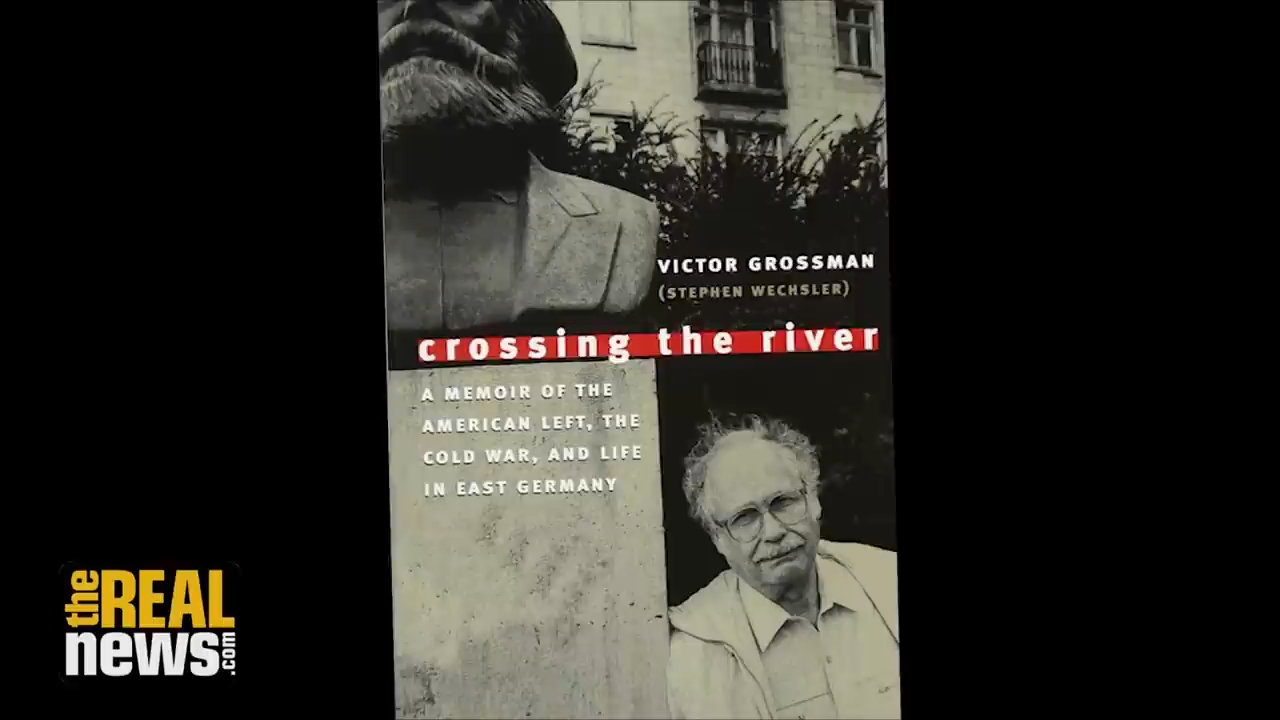 VICTOR GROSSMAN
(STEPHEN WECHSLER)
crossing the river
A MEMOIR OF THE
AMERICAN LEFT, THE
COLD WAR, AND LIFE
IN EAST GERMANY
the REAL
news.com